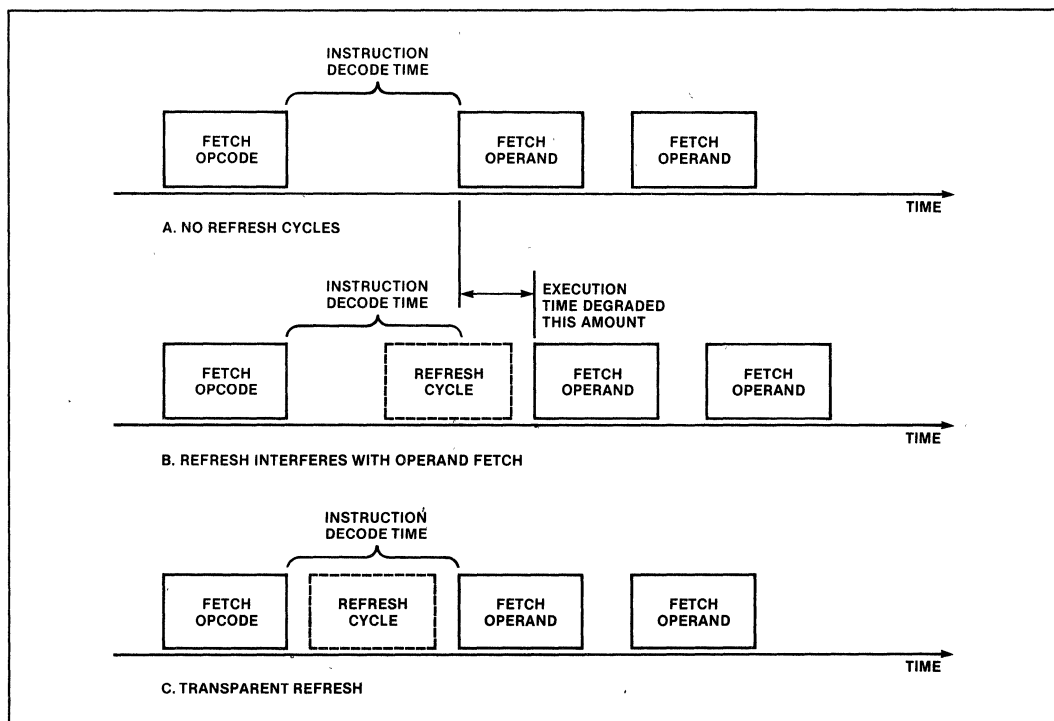 INSTRUCTION
DECODE TIME
FETCH
OPCODE
FETCH
OPERAND
FETCH
OPERAND
TIME
A. NO REFRESH CYCLES
INSTRUCTION
DECODE TIME
EXECUTION
TIME DEGRADED
THIS AMOUNT
FETCH
OPCODE
REFRESH
CYCLE
FETCH
OPERAND
FETCH
OPERAND
TIME
B. REFRESH INTERFERES WITH OPERAND FETCH
INSTRUCTION
DECODE TIME
FETCH
OPCODE
REFRESH
CYCLE
FETCH
OPERAND
FETCH
OPERAND
TIME
C. TRANSPARENT REFRESH